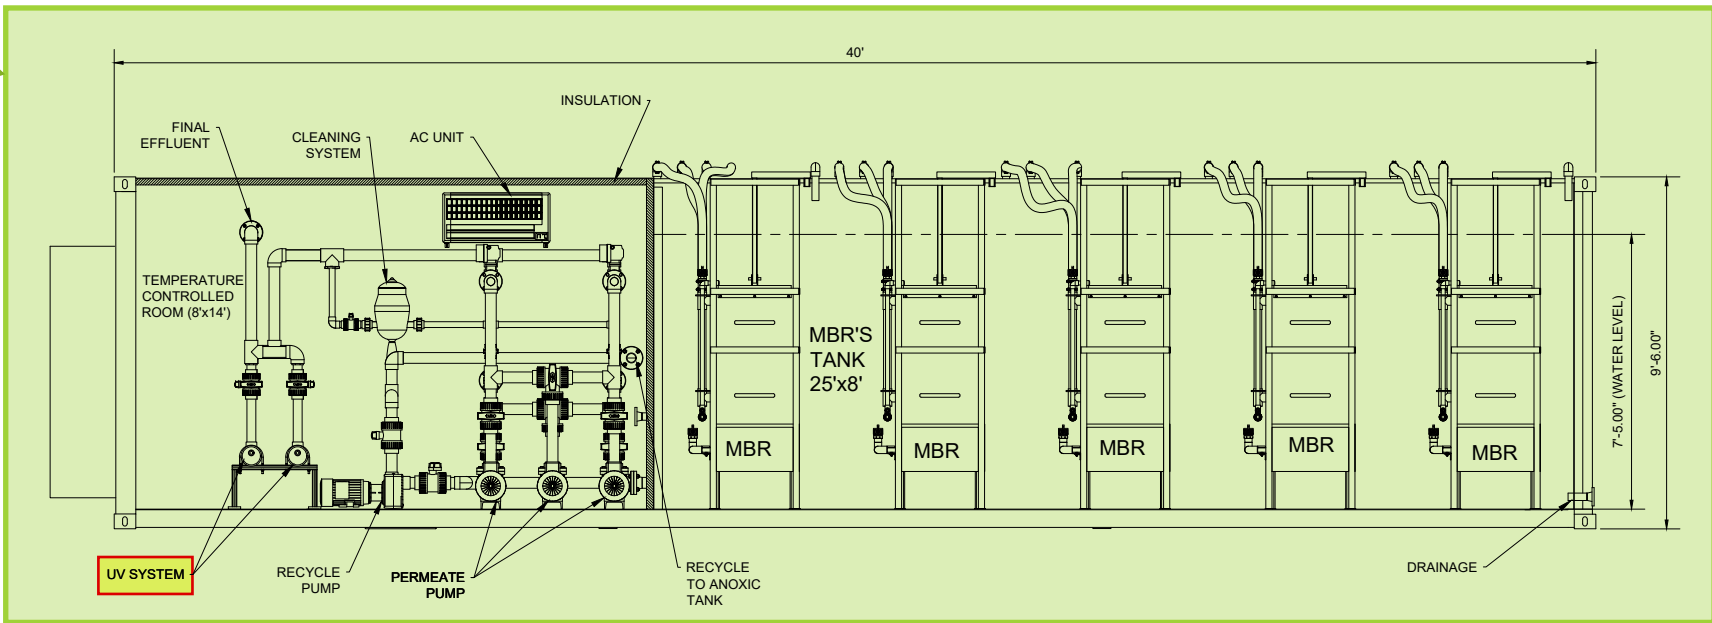 40'
INSULATION
FINAL
EFFLUENT
CLEANING
SYSTEM
AC UNIT
TEMPERATURE
CONTROLLED
ROOM (8'x14')
MBR'S
TANK
25'x8'
MBR
MBR
MBR
MBR
MBR
7'-5.00" (WATER LEVEL)
9'-6.00"
UV SYSTEM
RECYCLE
PUMP
PERMEATE
PUMP
RECYCLE
TO ANOXIC
TANK
DRAINAGE